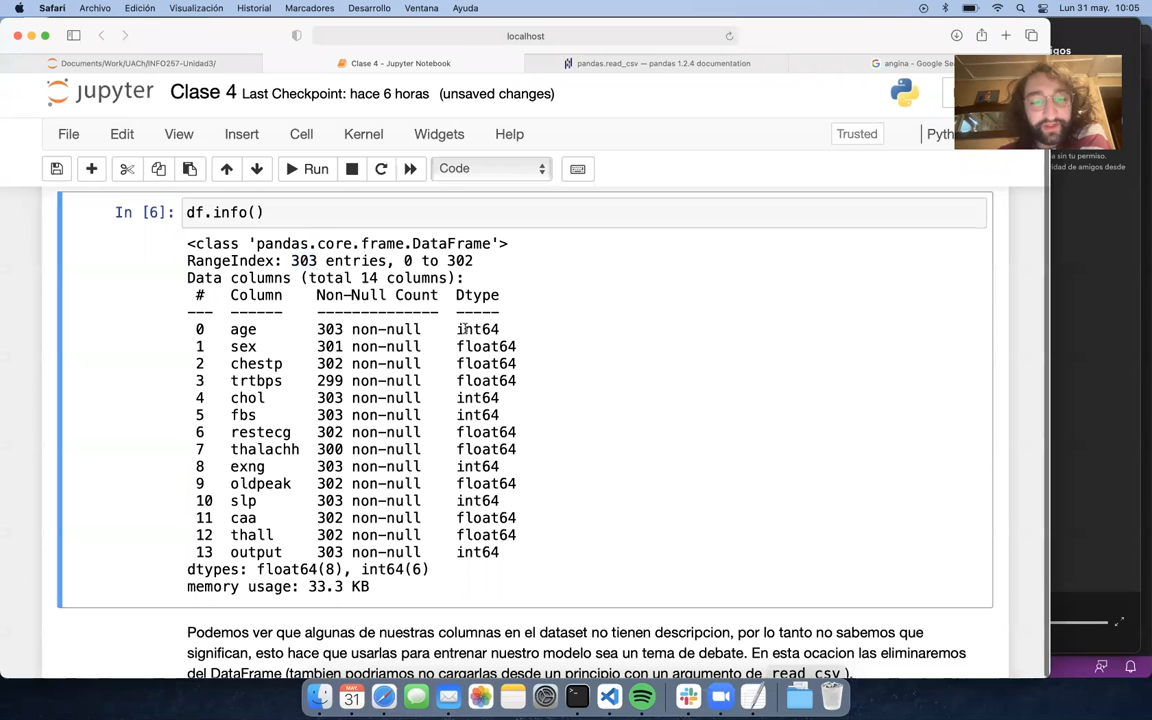 Safari Archivo Edición Visualización Historial Marcadores Desarrollo Ventana Ayuda Lun 31 may. 10:05
localhost
Documents/Work/UACh/INFO257-Unidad3/ Clase 4 - Jupyter Notebook pandas.read_csv — pandas 1.2.4 documentation angina - Google Se
igos
jupyter Clase 4 Last Checkpoint: hace 6 horas (unsaved changes)
File Edit View Insert Cell Kernel Widgets Help Trusted Pyth
a sin tu permiso.
idad de amigos desde
Run Code
In [6]: df.info()
<class 'pandas.core.frame.DataFrame'>
RangeIndex: 303 entries, 0 to 302
Data columns (total 14 columns):
# Column Non-Null Count Dtype
--- ------ -------------- -----
0 age 303 non-null int64
1 sex 301 non-null float64
2 chestp 302 non-null float64
3 trtbps 299 non-null float64
4 chol 303 non-null int64
5 fbs 303 non-null int64
6 restecg 302 non-null float64
7 thalachh 300 non-null float64
8 exng 303 non-null int64
9 oldpeak 302 non-null float64
10 slp 303 non-null int64
11 caa 302 non-null float64
12 thall 302 non-null float64
13 output 303 non-null int64
dtypes: float64(8), int64(6)
memory usage: 33.3 KB
Podemos ver que algunas de nuestras columnas en el dataset no tienen descripcion, por lo tanto no sabemos que
significan, esto hace que usarlas para entrenar nuestro modelo sea un tema de debate. En esta ocacion las eliminaremos
del DataFrame (tambien podriamos no cargarlas desde un principio con un argumento de read_csv).
MAY.
31